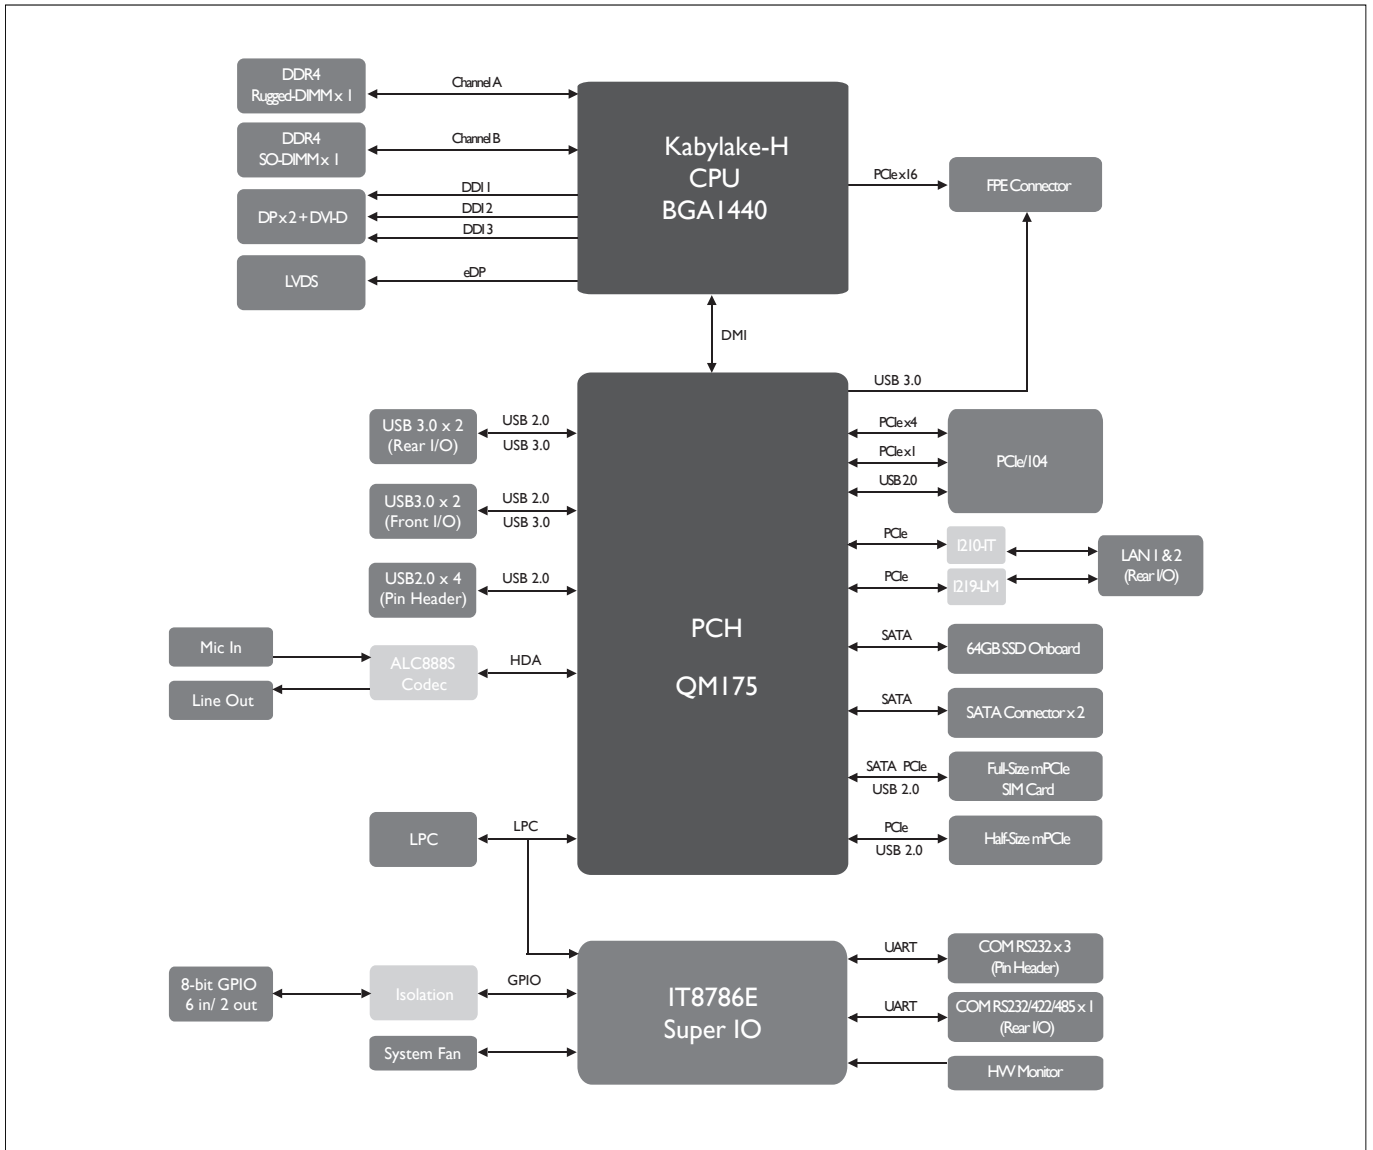 DDR4
Rugged-DIMM x 1
Channel A
DDR4
SO-DIMM x 1
Channel B
DP x 2 + DVI-D
DDI 1
DDI 2
DDI 3
LVDS
eDP
Kabylake-H
CPU
BGA1440
PCIe x16
FPE Connector
DMI
USB 3.0
USB 3.0 x 2
(Rear I/O)
USB 2.0
USB 3.0
USB3.0 x 2
(Front I/O)
USB 2.0
USB 3.0
USB2.0 x 4
(Pin Header)
USB 2.0
Mic In
Line Out
ALC888S
Codec
HDA
LPC
LPC
PCH
QM175
PCIe x4
PCIe x1
USB 2.0
PCIe/104
PCIe
I210-IT
PCIe
I219-LM
LAN 1 & 2
(Rear I/O)
SATA
64GB SSD Onboard
SATA
SATA Connector x 2
SATA PCIe
USB 2.0
Full-Size mPCIe
SIM Card
PCIe
USB 2.0
Half-Size mPCIe
8-bit GPIO
6 in/ 2 out
Isolation
GPIO
System Fan
IT8786E
Super IO
UART
COM RS232 x 3
(Pin Header)
UART
COM RS232/422/485 x 1
(Rear I/O)
HW Monitor